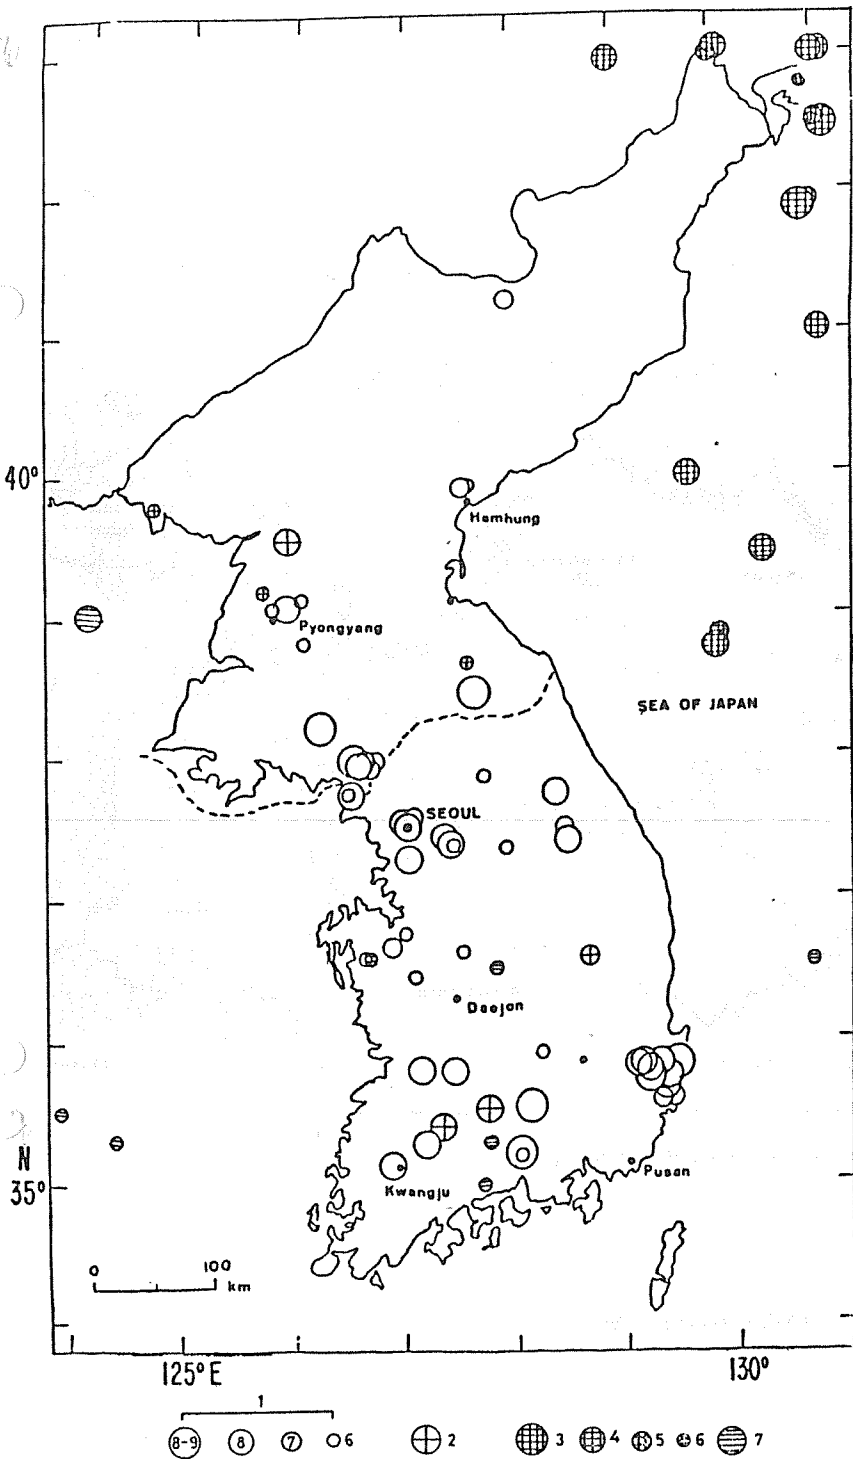 40°
Hamhung
Pyongyang
SEA OF JAPAN
SEOUL
Daejon
Pusan
N
35°
Kwangju
0 100
km
125° E 130°
1
8-9 8 7 6 2 3 4 5 6 7